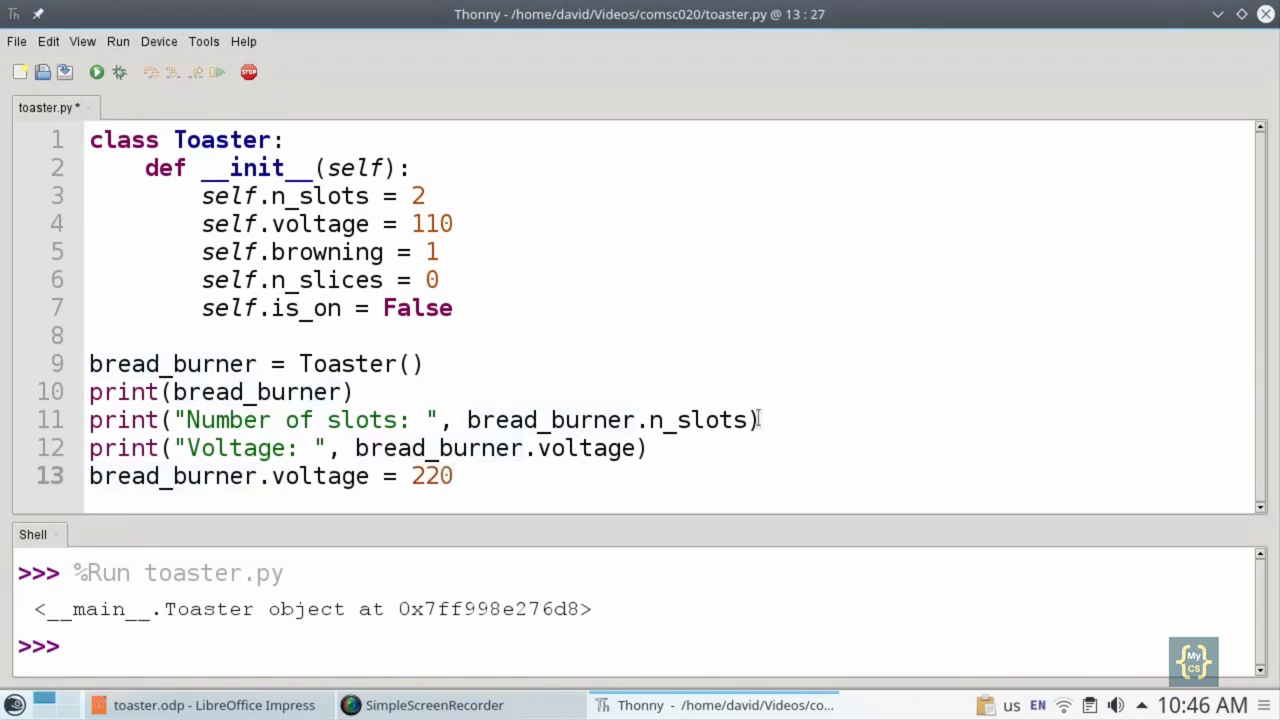 Thonny - /home/david/Videos/comsc020/toaster.py @ 13 : 27
File Edit View Run Device Tools Help
STOP
toaster.py *
1 class Toaster:
2     def __init__(self):
3         self.n_slots = 2
4         self.voltage = 110
5         self.browning = 1
6         self.n_slices = 0
7         self.is_on = False
8
9 bread_burner = Toaster()
10 print(bread_burner)
11 print("Number of slots: ", bread_burner.n_slots)
12 print("Voltage: ", bread_burner.voltage)
13 bread_burner.voltage = 220
Shell
>>> %Run toaster.py
<__main__.Toaster object at 0x7ff998e276d8>
>>>
{My CS}
toaster.odp - LibreOffice Impress SimpleScreenRecorder Thonny - /home/david/Videos/co... us EN 10:46 AM